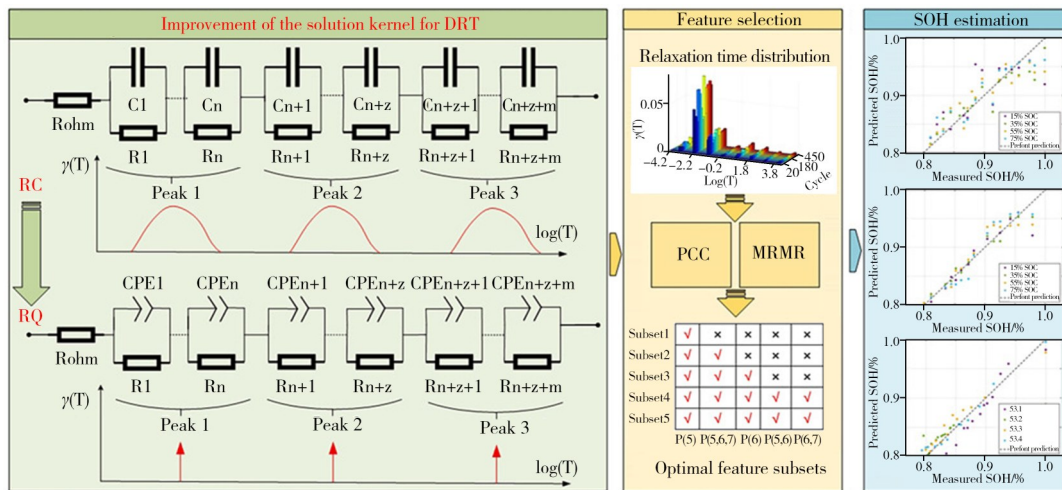 Improvement of the solution kernel for DRT
C1 Cn Cn+1 Cn+z Cn+z+1 Cn+z+m
Rohm
R1 Rn Rn+1 Rn+z Rn+z+1 Rn+z+m
γ(T)
Peak 1 Peak 2 Peak 3
log(T)
RC
RQ
CPE1 CPEn CPEn+1 CPEn+z CPEn+z+1 CPEn+z+m
Rohm
R1 Rn Rn+1 Rn+z Rn+z+1 Rn+z+m
γ(T)
Peak 1 Peak 2 Peak 3
log(T)
Feature selection
Relaxation time distribution
γ(T)
0.05
0
-4.2 -2.2 -0.2 1.8 3.8
Log(T)
20 180 450
Cycle
PCC MRMR
Subset1 √ × × × ×
Subset2 √ √ × × ×
Subset3 √ √ √ × ×
Subset4 √ √ √ √ √
Subset5 √ √ √ √ √
P(5) P(5,6,7) P(6) P(5,6) P(6,7)
Optimal feature subsets
SOH estimation
Predicted SOH/%
1.0
0.9
0.8
15% SOC
35% SOC
55% SOC
75% SOC
Prefont prediction
0.8 0.9 1.0
Measured SOH/%
Predicted SOH/%
1.0
0.9
0.8
15% SOC
35% SOC
55% SOC
75% SOC
Prefont prediction
0.8 0.9 1.0
Measured SOH/%
Predicted SOH/%
1.0
0.9
0.8
53.1
53.2
53.3
53.4
Prefont prediction
0.8 0.9 1.0
Measured SOH/%